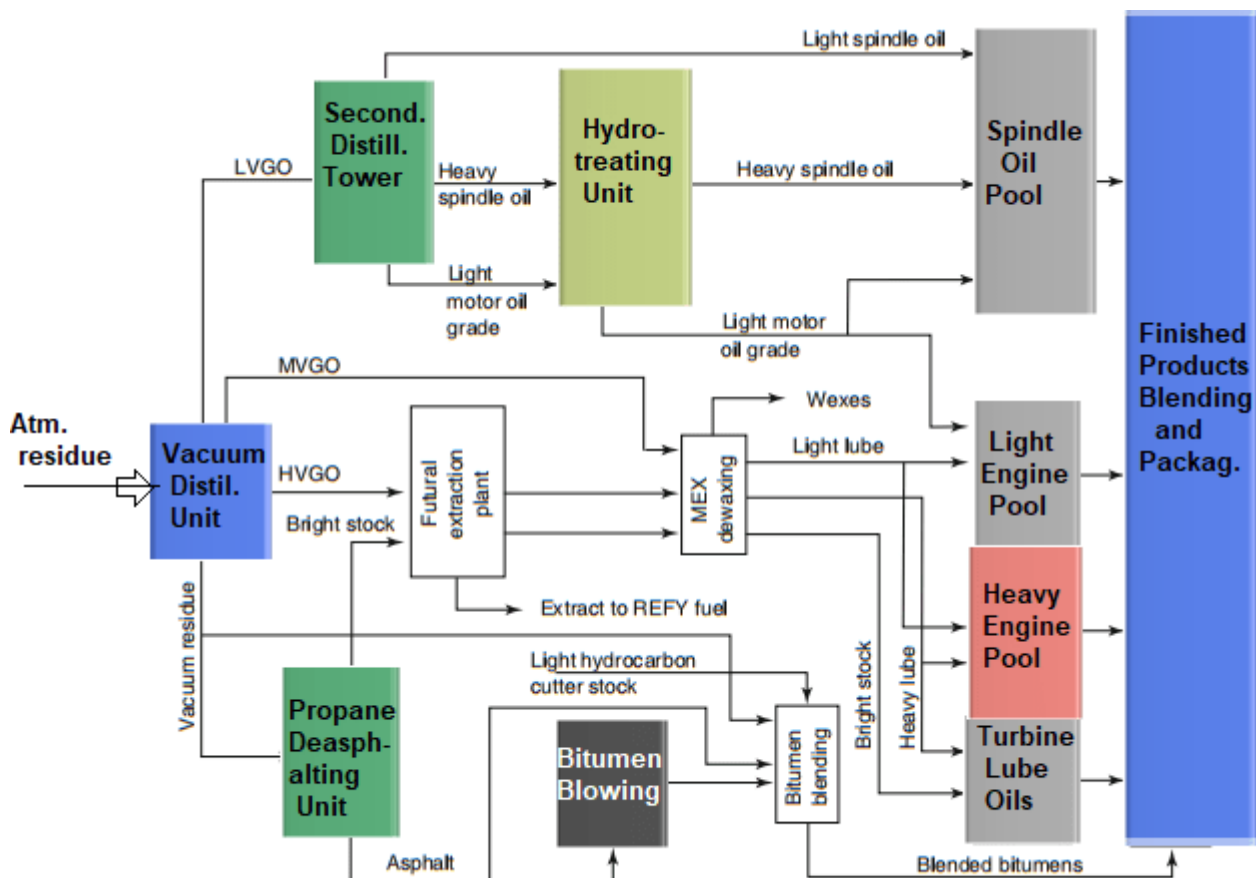 Light spindle oil
Second.
Distill.
Tower
Hydro-
treating
Unit
Spindle
Oil
Pool
LVGO
Heavy
spindle oil
Heavy spindle oil
Light
motor oil
grade
Light motor
oil grade
Finished
Products
Blending
and
Packag.
MVGO
Wexes
Atm.
residue
Vacuum
Distil.
Unit
HVGO
Bright stock
Futural
extraction
plant
MEX
dewaxing
Light lube
Light
Engine
Pool
Extract to REFY fuel
Heavy
Engine
Pool
Vacuum residue
Light hydrocarbon
cutter stock
Bright stock
Heavy lube
Propane
Deasph-
alting
Unit
Bitumen
Blowing
Bitumen
blending
Turbine
Lube
Oils
Asphalt
Blended bitumens